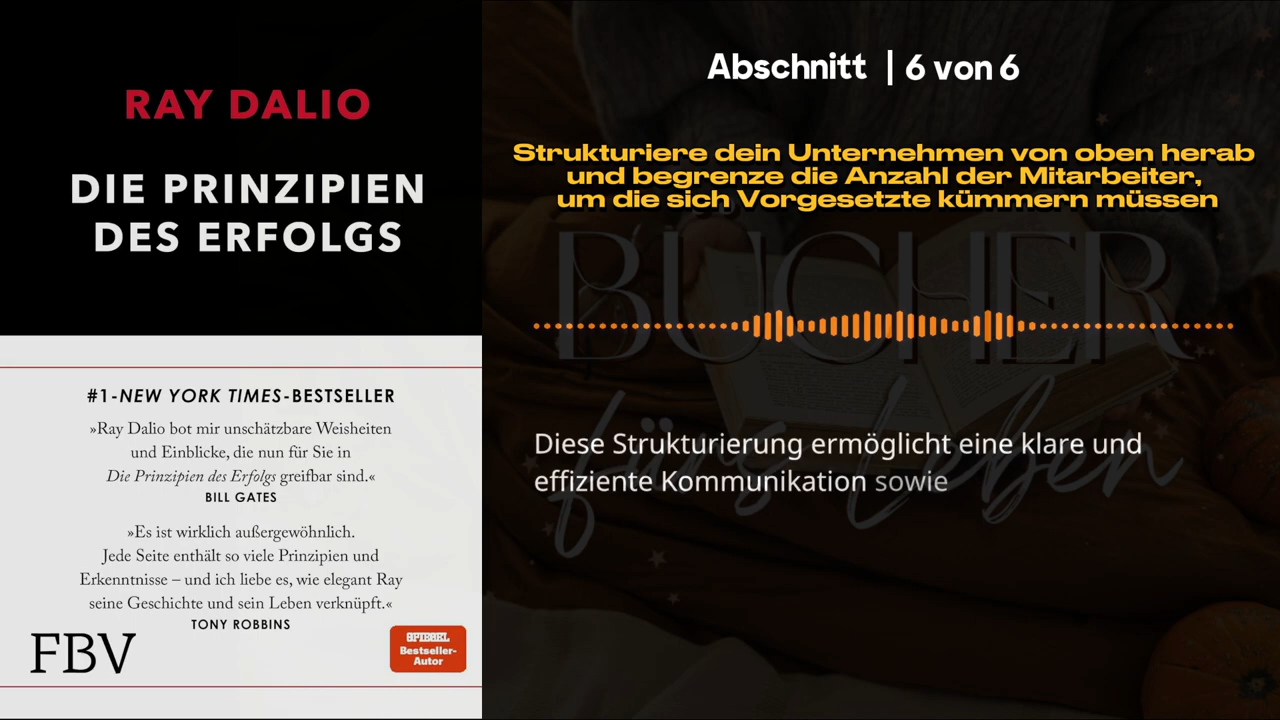 RAY DALIO
DIE PRINZIPIEN
DES ERFOLGS
#1-NEW YORK TIMES-BESTSELLER
»Ray Dalio bot mir unschätzbare Weisheiten
und Einblicke, die nun für Sie in
Die Prinzipien des Erfolgs greifbar sind.«
BILL GATES
»Es ist wirklich außergewöhnlich.
Jede Seite enthält so viele Prinzipien und
Erkenntnisse – und ich liebe es, wie elegant Ray
seine Geschichte und sein Leben verknüpft.«
TONY ROBBINS
FBV
SPIEGEL
Bestseller-
Autor
Abschnitt | 6 von 6
Strukturiere dein Unternehmen von oben herab
und begrenze die Anzahl der Mitarbeiter,
um die sich Vorgesetzte kümmern müssen
BÜCHER
fürs Leben
Diese Strukturierung ermöglicht eine klare und
effiziente Kommunikation sowie